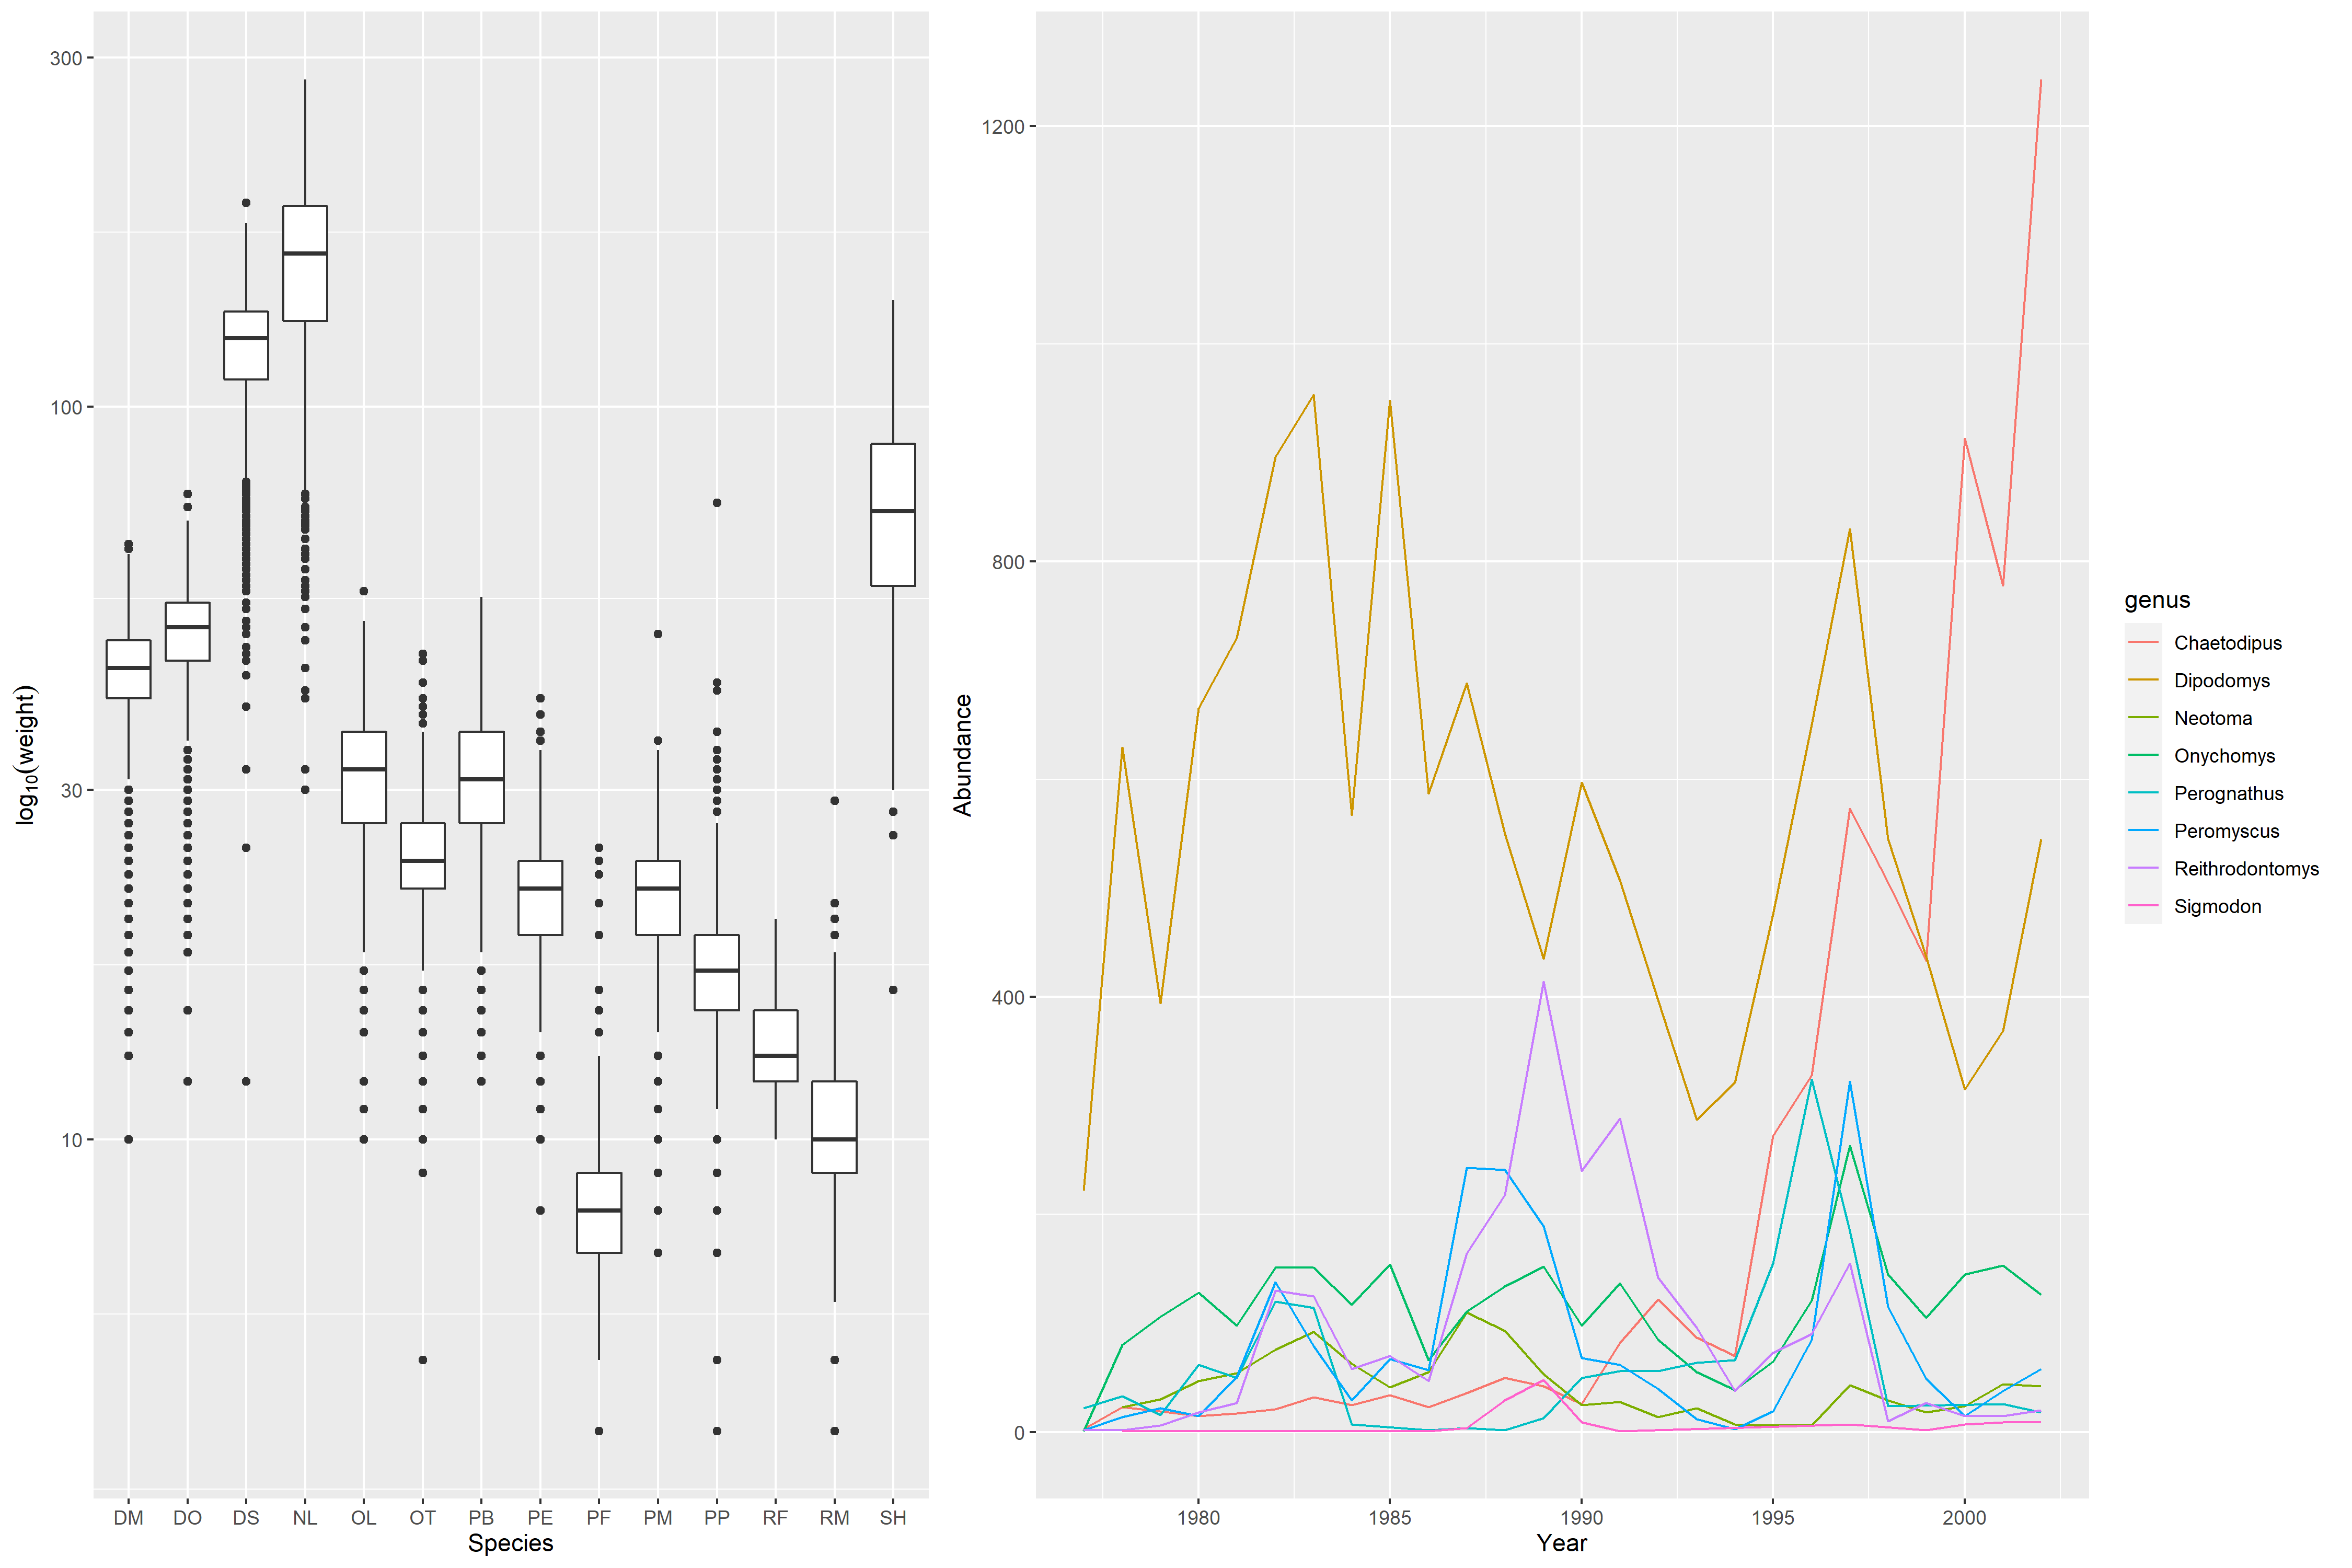 300
100
30
10
log₁₀(weight)
DM DO DS NL OL OT PB PE PF PM PP RF RM SH
Species
1200
800
400
0
Abundance
1980 1985 1990 1995 2000
Year
genus
Chaetodipus
Dipodomys
Neotoma
Onychomys
Perognathus
Peromyscus
Reithrodontomys
Sigmodon